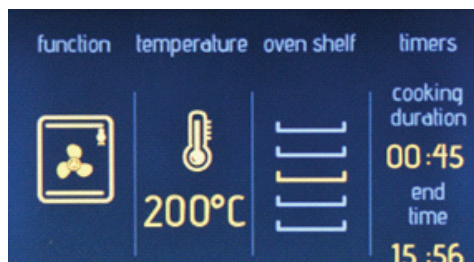 function temperature oven shelf timers
cooking
duration
00:45
200°C
end
time
15:56